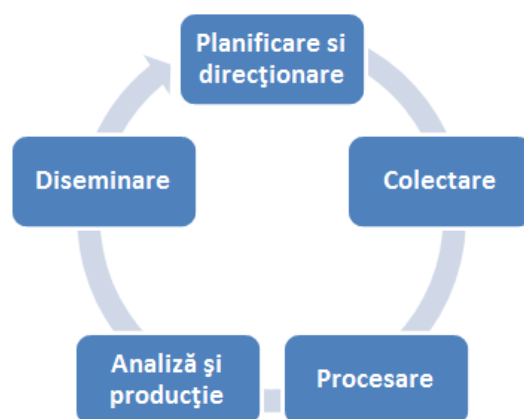 Planificare si
direcţionare
Colectare
Procesare
Analiză şi
producţie
Diseminare